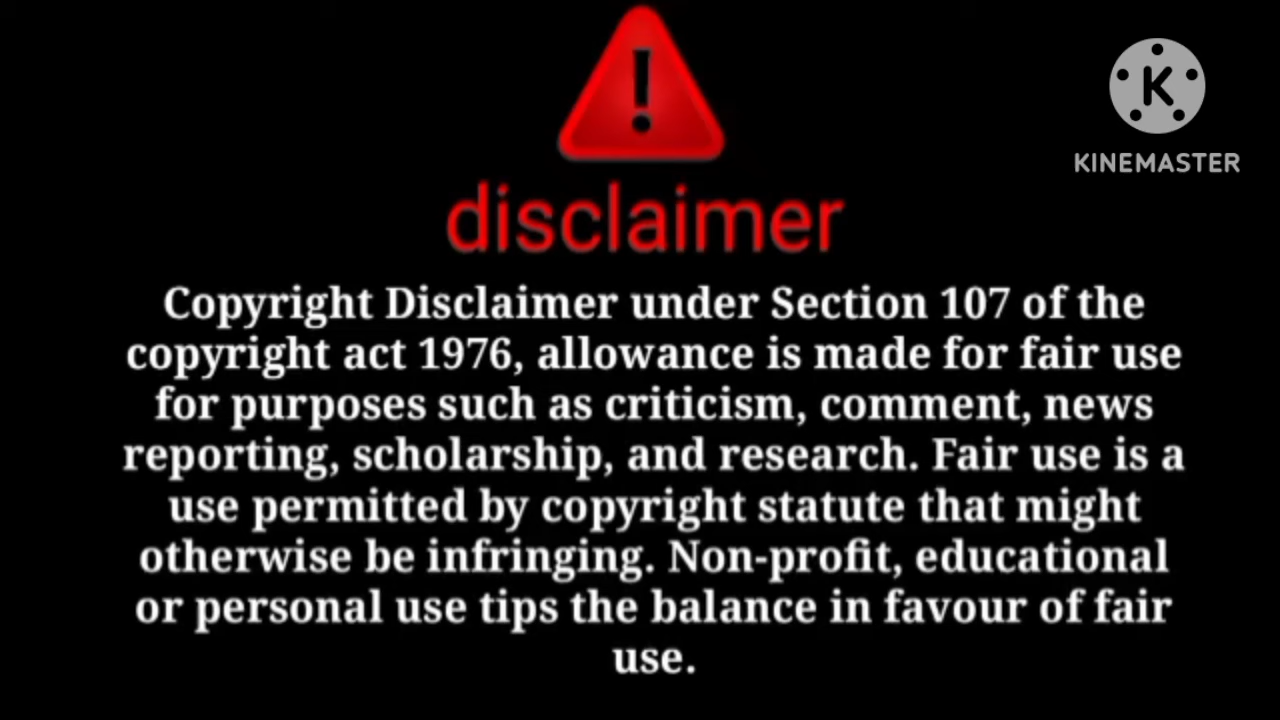 K
KINEMASTER
disclaimer
Copyright Disclaimer under Section 107 of the
copyright act 1976, allowance is made for fair use
for purposes such as criticism, comment, news
reporting, scholarship, and research. Fair use is a
use permitted by copyright statute that might
otherwise be infringing. Non-profit, educational
or personal use tips the balance in favour of fair
use.